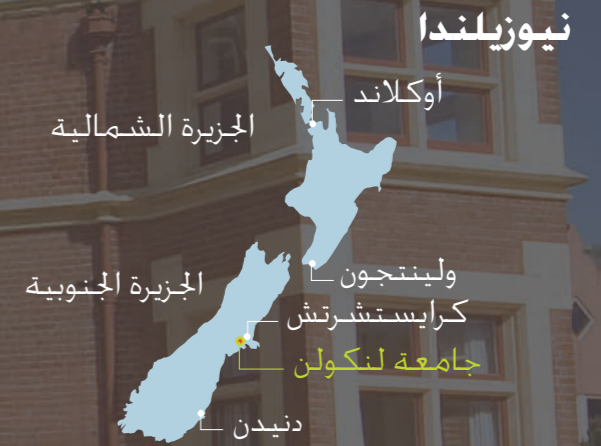 نيوزيلندا
أوكلاند
الجزيرة الشمالية
ولينتجون
الجزيرة الجنوبية
كرايستشرتش
جامعة لنكولن
دنيدن